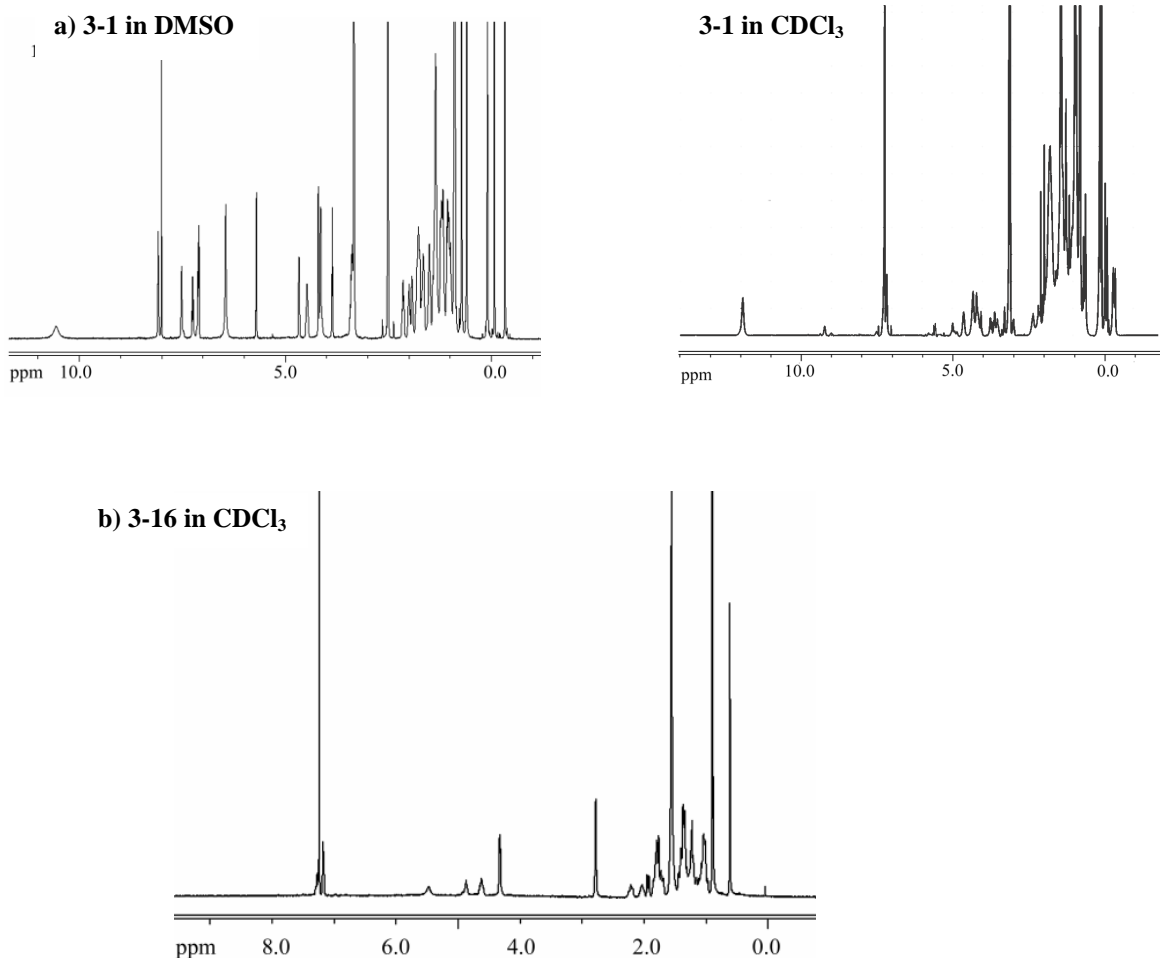 a) 3-1 in DMSO
3-1 in CDCl₃
ppm 10.0 5.0 0.0
ppm 10.0 5.0 0.0
b) 3-16 in CDCl₃
ppm 8.0 6.0 4.0 2.0 0.0